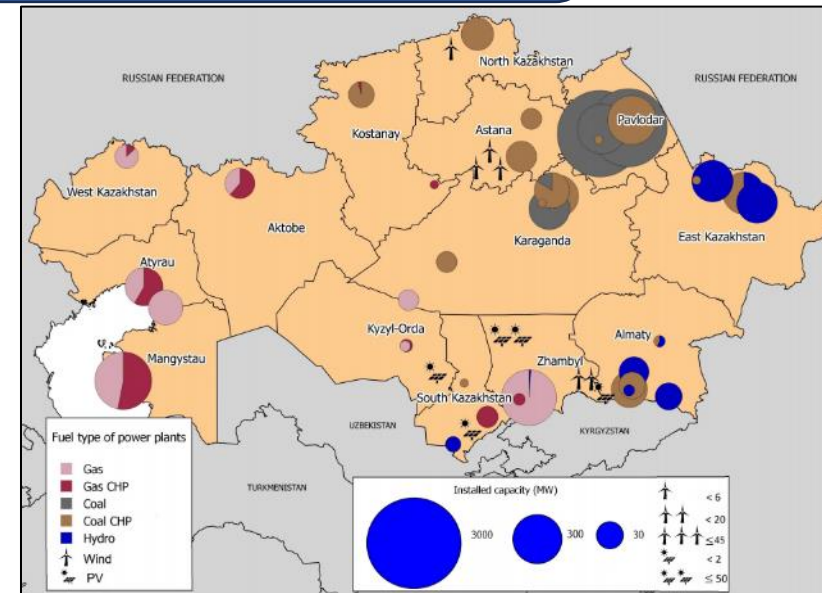 RUSSIAN FEDERATION
North Kazakhstan
RUSSIAN FEDERATION
Kostanay
Astana
Pavlodar
West Kazakhstan
Aktobe
Karaganda
East Kazakhstan
Atyrau
Kyzyl-Orda
Almaty
Mangystau
Zhambyl
South Kazakhstan
UZBEKISTAN
KYRGYZSTAN
TURKMENISTAN
Fuel type of power plants
Gas
Gas CHP
Coal
Coal CHP
Hydro
Wind
PV
Installed capacity (MW)
3000
300
30
< 6
< 20
≤45
< 2
≤ 50